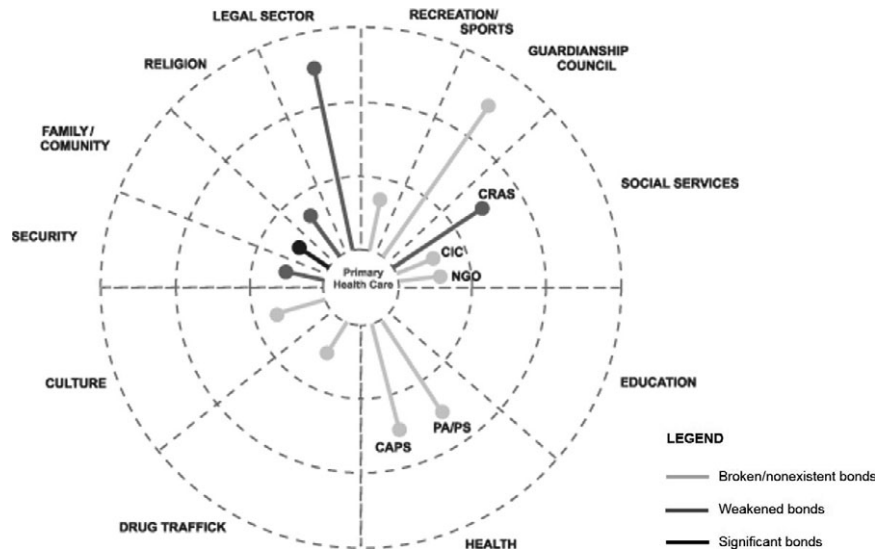 LEGAL SECTOR
RECREATION/
SPORTS
RELIGION
GUARDIANSHIP
COUNCIL
FAMILY/
COMUNITY
SOCIAL SERVICES
CRAS
SECURITY
CIC\
NGO
Primary
Health Care
CULTURE
EDUCATION
PA/PS
CAPS
DRUG TRAFFICK
HEALTH
LEGEND
Broken/nonexistent bonds
Weakened bonds
Significant bonds